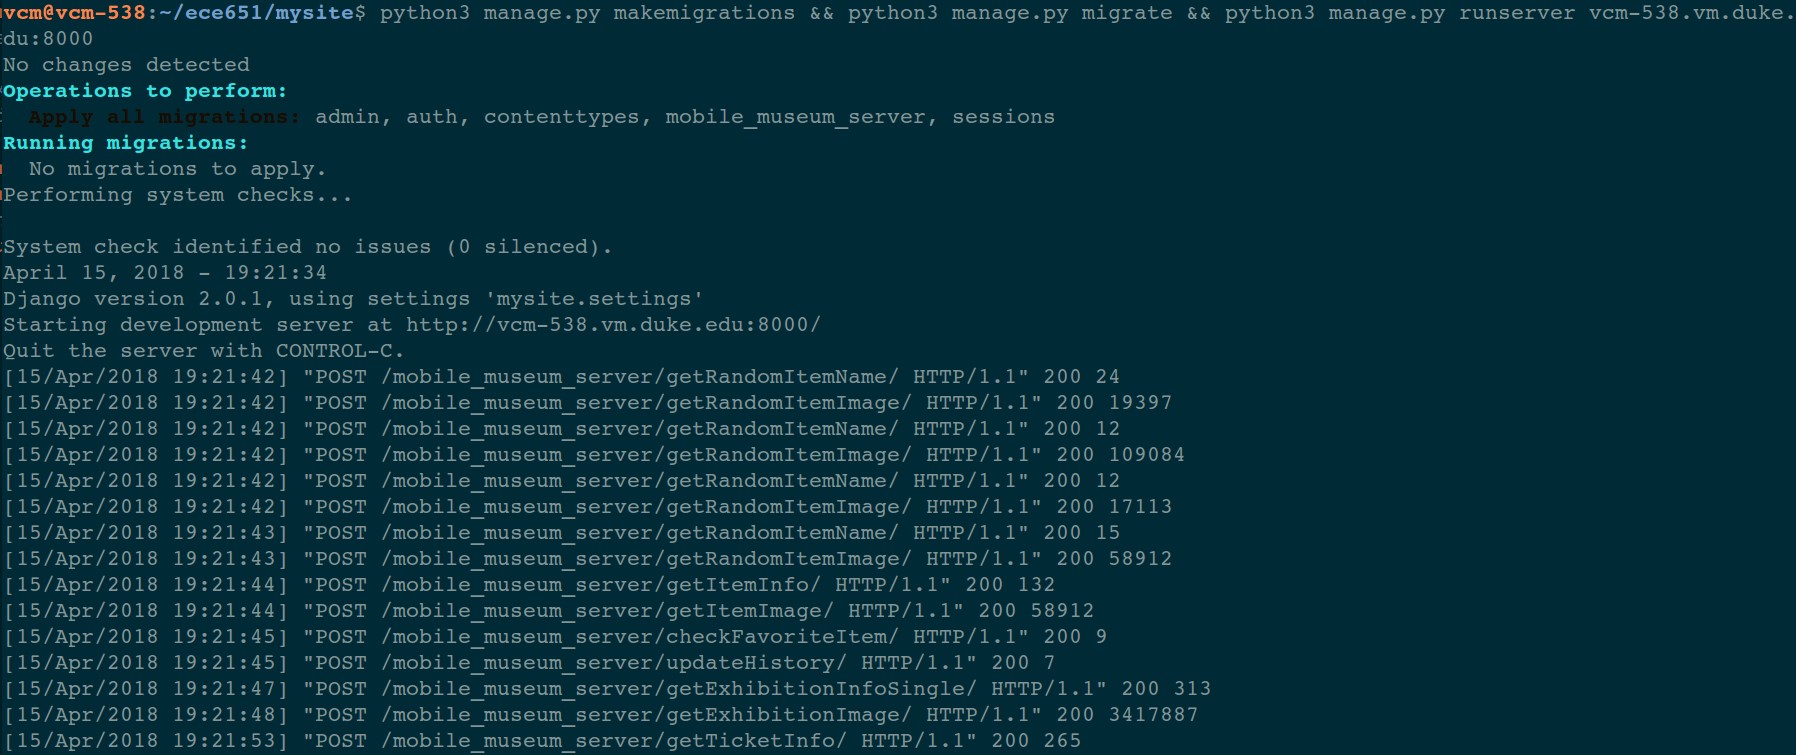 vcm@vcm-538:~/ece651/mysite$ python3 manage.py makemigrations && python3 manage.py migrate && python3 manage.py runserver vcm-538.vm.duke.
du:8000
No changes detected
Operations to perform:
  Apply all migrations: admin, auth, contenttypes, mobile_museum_server, sessions
Running migrations:
  No migrations to apply.
Performing system checks...

System check identified no issues (0 silenced).
April 15, 2018 - 19:21:34
Django version 2.0.1, using settings 'mysite.settings'
Starting development server at http://vcm-538.vm.duke.edu:8000/
Quit the server with CONTROL-C.
[15/Apr/2018 19:21:42] "POST /mobile_museum_server/getRandomItemName/ HTTP/1.1" 200 24
[15/Apr/2018 19:21:42] "POST /mobile_museum_server/getRandomItemImage/ HTTP/1.1" 200 19397
[15/Apr/2018 19:21:42] "POST /mobile_museum_server/getRandomItemName/ HTTP/1.1" 200 12
[15/Apr/2018 19:21:42] "POST /mobile_museum_server/getRandomItemImage/ HTTP/1.1" 200 109084
[15/Apr/2018 19:21:42] "POST /mobile_museum_server/getRandomItemName/ HTTP/1.1" 200 12
[15/Apr/2018 19:21:42] "POST /mobile_museum_server/getRandomItemImage/ HTTP/1.1" 200 17113
[15/Apr/2018 19:21:43] "POST /mobile_museum_server/getRandomItemName/ HTTP/1.1" 200 15
[15/Apr/2018 19:21:43] "POST /mobile_museum_server/getRandomItemImage/ HTTP/1.1" 200 58912
[15/Apr/2018 19:21:44] "POST /mobile_museum_server/getItemInfo/ HTTP/1.1" 200 132
[15/Apr/2018 19:21:44] "POST /mobile_museum_server/getItemImage/ HTTP/1.1" 200 58912
[15/Apr/2018 19:21:45] "POST /mobile_museum_server/checkFavoriteItem/ HTTP/1.1" 200 9
[15/Apr/2018 19:21:45] "POST /mobile_museum_server/updateHistory/ HTTP/1.1" 200 7
[15/Apr/2018 19:21:47] "POST /mobile_museum_server/getExhibitionInfoSingle/ HTTP/1.1" 200 313
[15/Apr/2018 19:21:48] "POST /mobile_museum_server/getExhibitionImage/ HTTP/1.1" 200 3417887
[15/Apr/2018 19:21:53] "POST /mobile_museum_server/getTicketInfo/ HTTP/1.1" 200 265